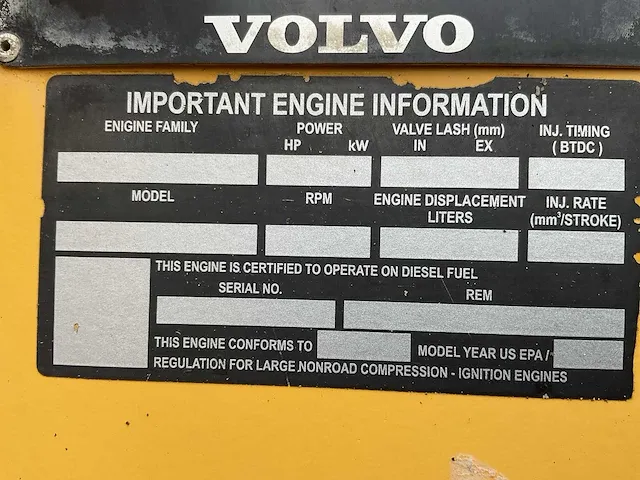 VOLVO
IMPORTANT ENGINE INFORMATION
ENIGINE FAMILY POWER VALVE LASH (mm) INJ. TIMING
HP kW IN EX ( BTDC )
MODEL RPM ENGINE DISPLACEMENT INJ. RATE
LITERS (mm³/STROKE)
THIS ENGINE IS CERTIFIED TO OPERATE ON DIESEL FUEL
SERIAL NO. REM
THIS ENGINE CONFORMS TO MODEL YEAR US EPA /
REGULATION FOR LARGE NONROAD COMPRESSION - IGNITION ENGINES